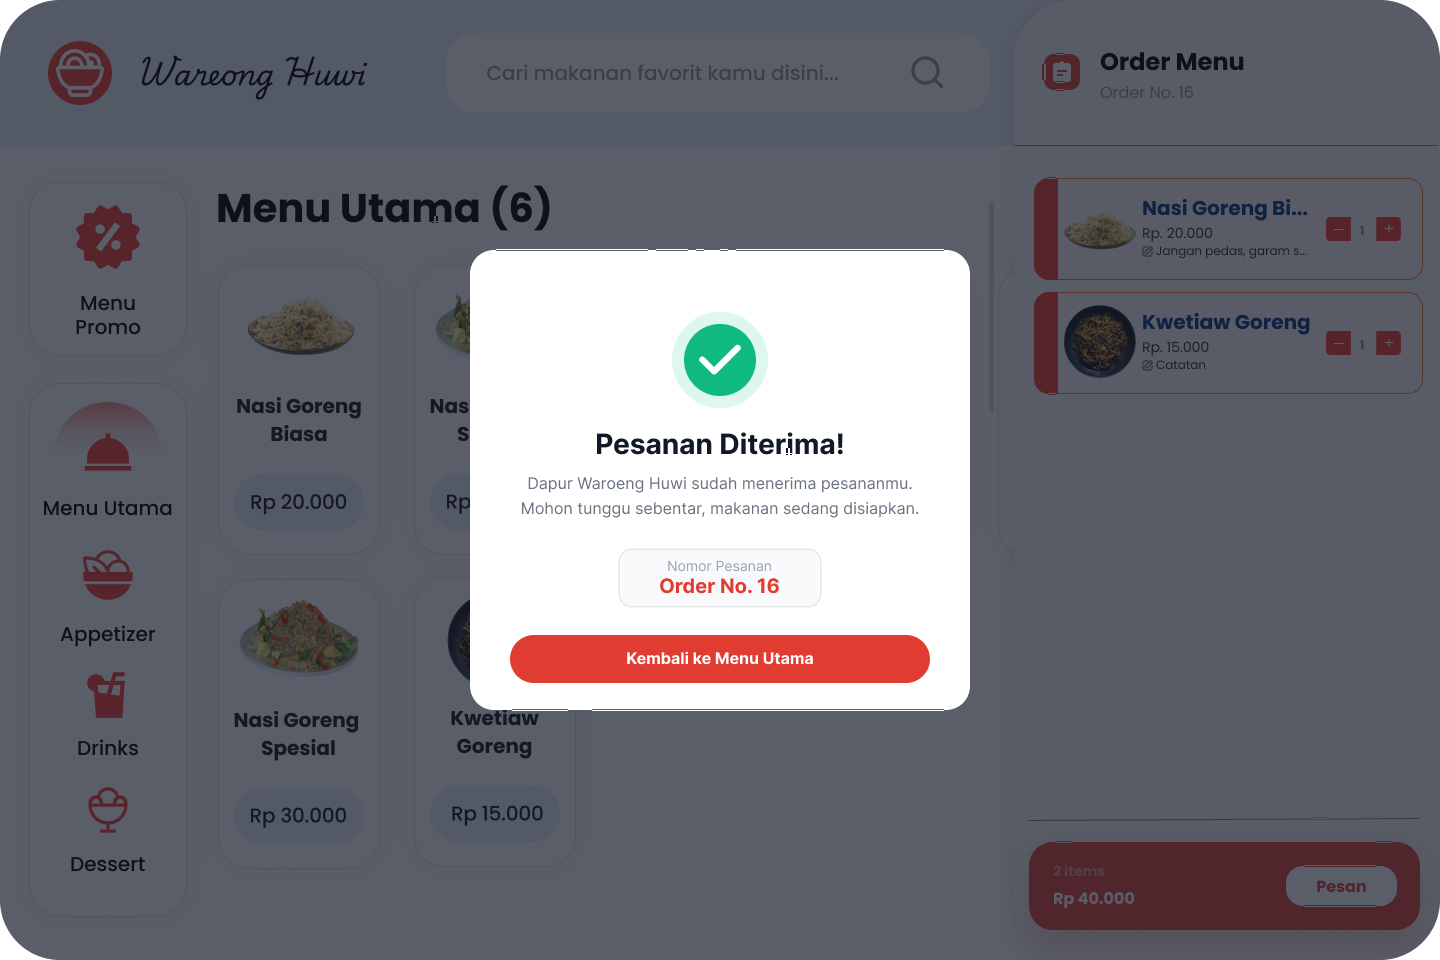 Wareong Huwi
Cari makanan favorit kamu disini...
Order Menu
Order No. 16
Menu
Promo
Menu Utama
Appetizer
Drinks
Dessert
Menu Utama (6)
Nasi Goreng
Biasa
Rp 20.000
Nas
S
Rp
Nasi Goreng
Spesial
Rp 30.000
Kwetiaw
Goreng
Rp 15.000
Pesanan Diterima!
Dapur Waroeng Huwi sudah menerima pesananmu.
Mohon tunggu sebentar, makanan sedang disiapkan.
Nomor Pesanan
Order No. 16
Kembali ke Menu Utama
Nasi Goreng Bi...
Rp. 20.000
Jangan pedas, garam s...
– 1 +
Kwetiaw Goreng
Rp. 15.000
Catatan
– 1 +
2 items
Rp 40.000
Pesan